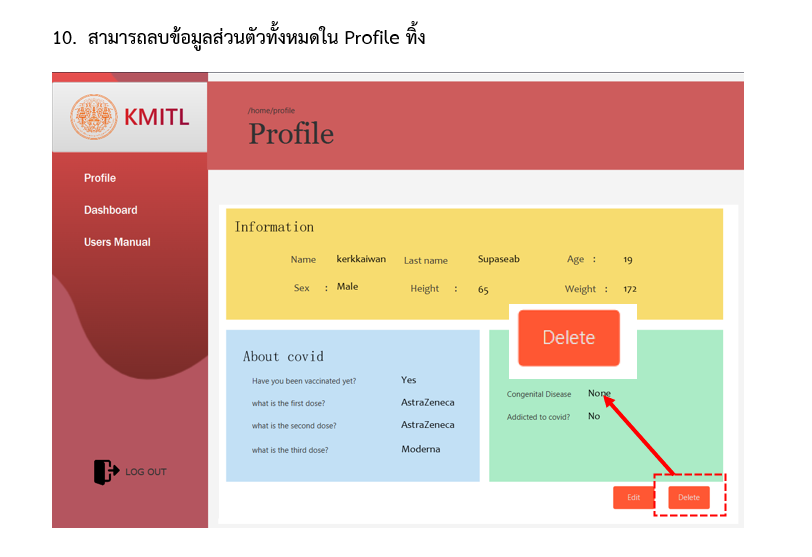 10. สามารถลบข้อมูลส่วนตัวทั้งหมดใน Profile ทิ้ง
KMITL
/home/profile
Profile
Profile
Dashboard
Users Manual
LOG OUT
Information
Name kerkkaiwan Last name Supaseab Age : 19
Sex : Male Height : 65 Weight : 172
About covid
Have you been vaccinated yet? Yes
what is the first dose? AstraZeneca
what is the second dose? AstraZeneca
what is the third dose? Moderna
Delete
Congenital Disease None
Addicted to covid? No
Edit Delete